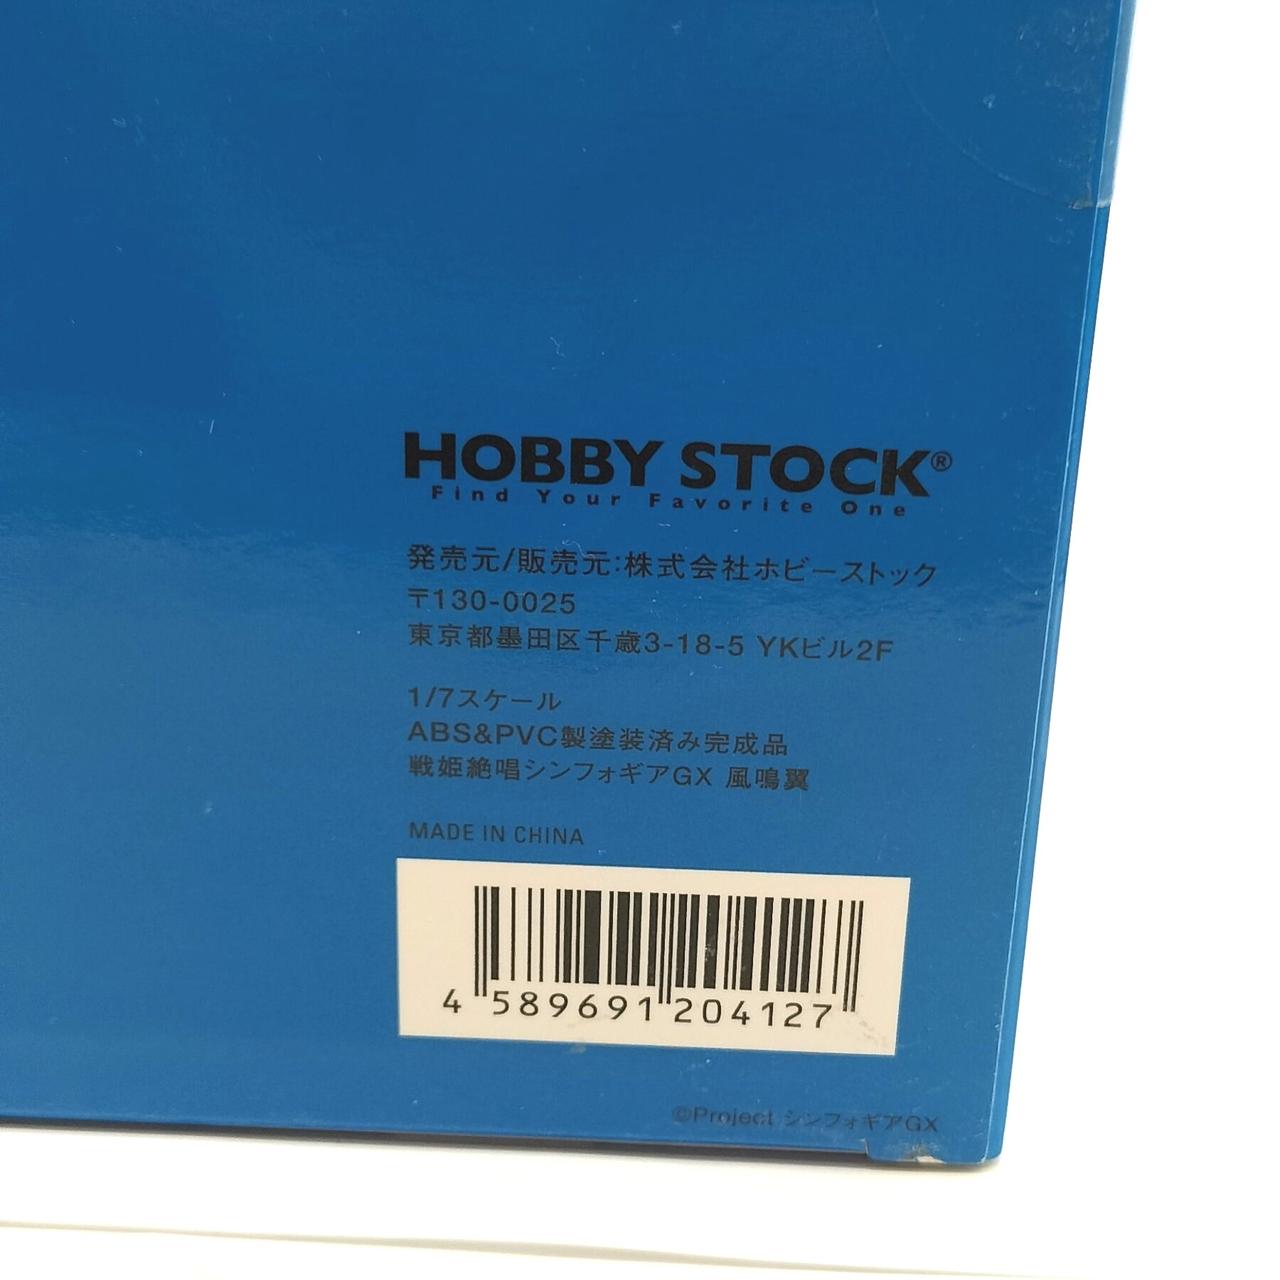 HOBBY STOCK®
Find Your Favorite One
発売元/販売元:株式会社ホビーストック
〒130-0025
東京都墨田区千歳3-18-5 YKビル2F
1/7スケール
ABS&PVC製塗装済み完成品
戦姫絶唱シンフォギアGX 風鳴翼
MADE IN CHINA
4 589691 204127
©Project シンフォギアGX